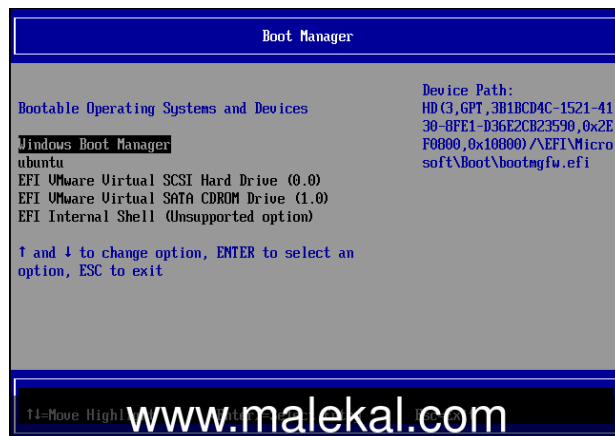 Boot Manager
Bootable Operating Systems and Devices
Windows Boot Manager
ubuntu
EFI VMware Virtual SCSI Hard Drive (0.0)
EFI VMware Virtual SATA CDROM Drive (1.0)
EFI Internal Shell (Unsupported option)
↑ and ↓ to change option, ENTER to select an
option, ESC to exit
Device Path:
HD(3,GPT,3B1BCD4C-1521-41
30-8FE1-D36E2CB23590,0x2E
F0800,0x10800)/\EFI\Micro
soft\Boot\bootmgfw.efi
↑↓=Move
www.malekal.com